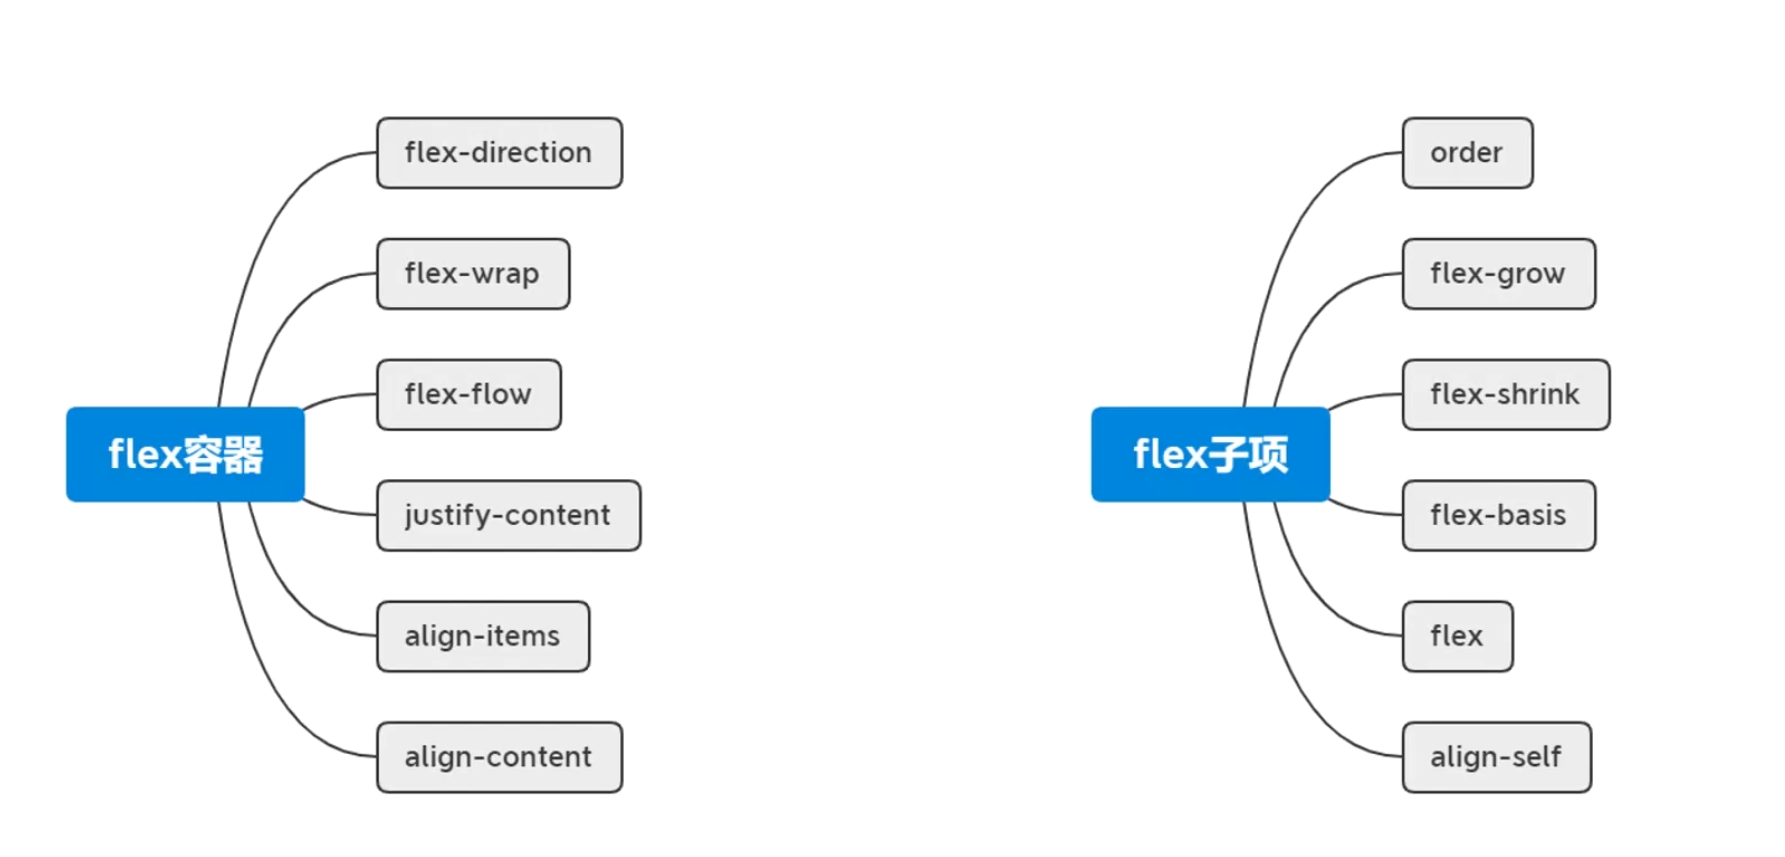 flex容器
flex-direction
flex-wrap
flex-flow
justify-content
align-items
align-content
flex子项
order
flex-grow
flex-shrink
flex-basis
flex
align-self